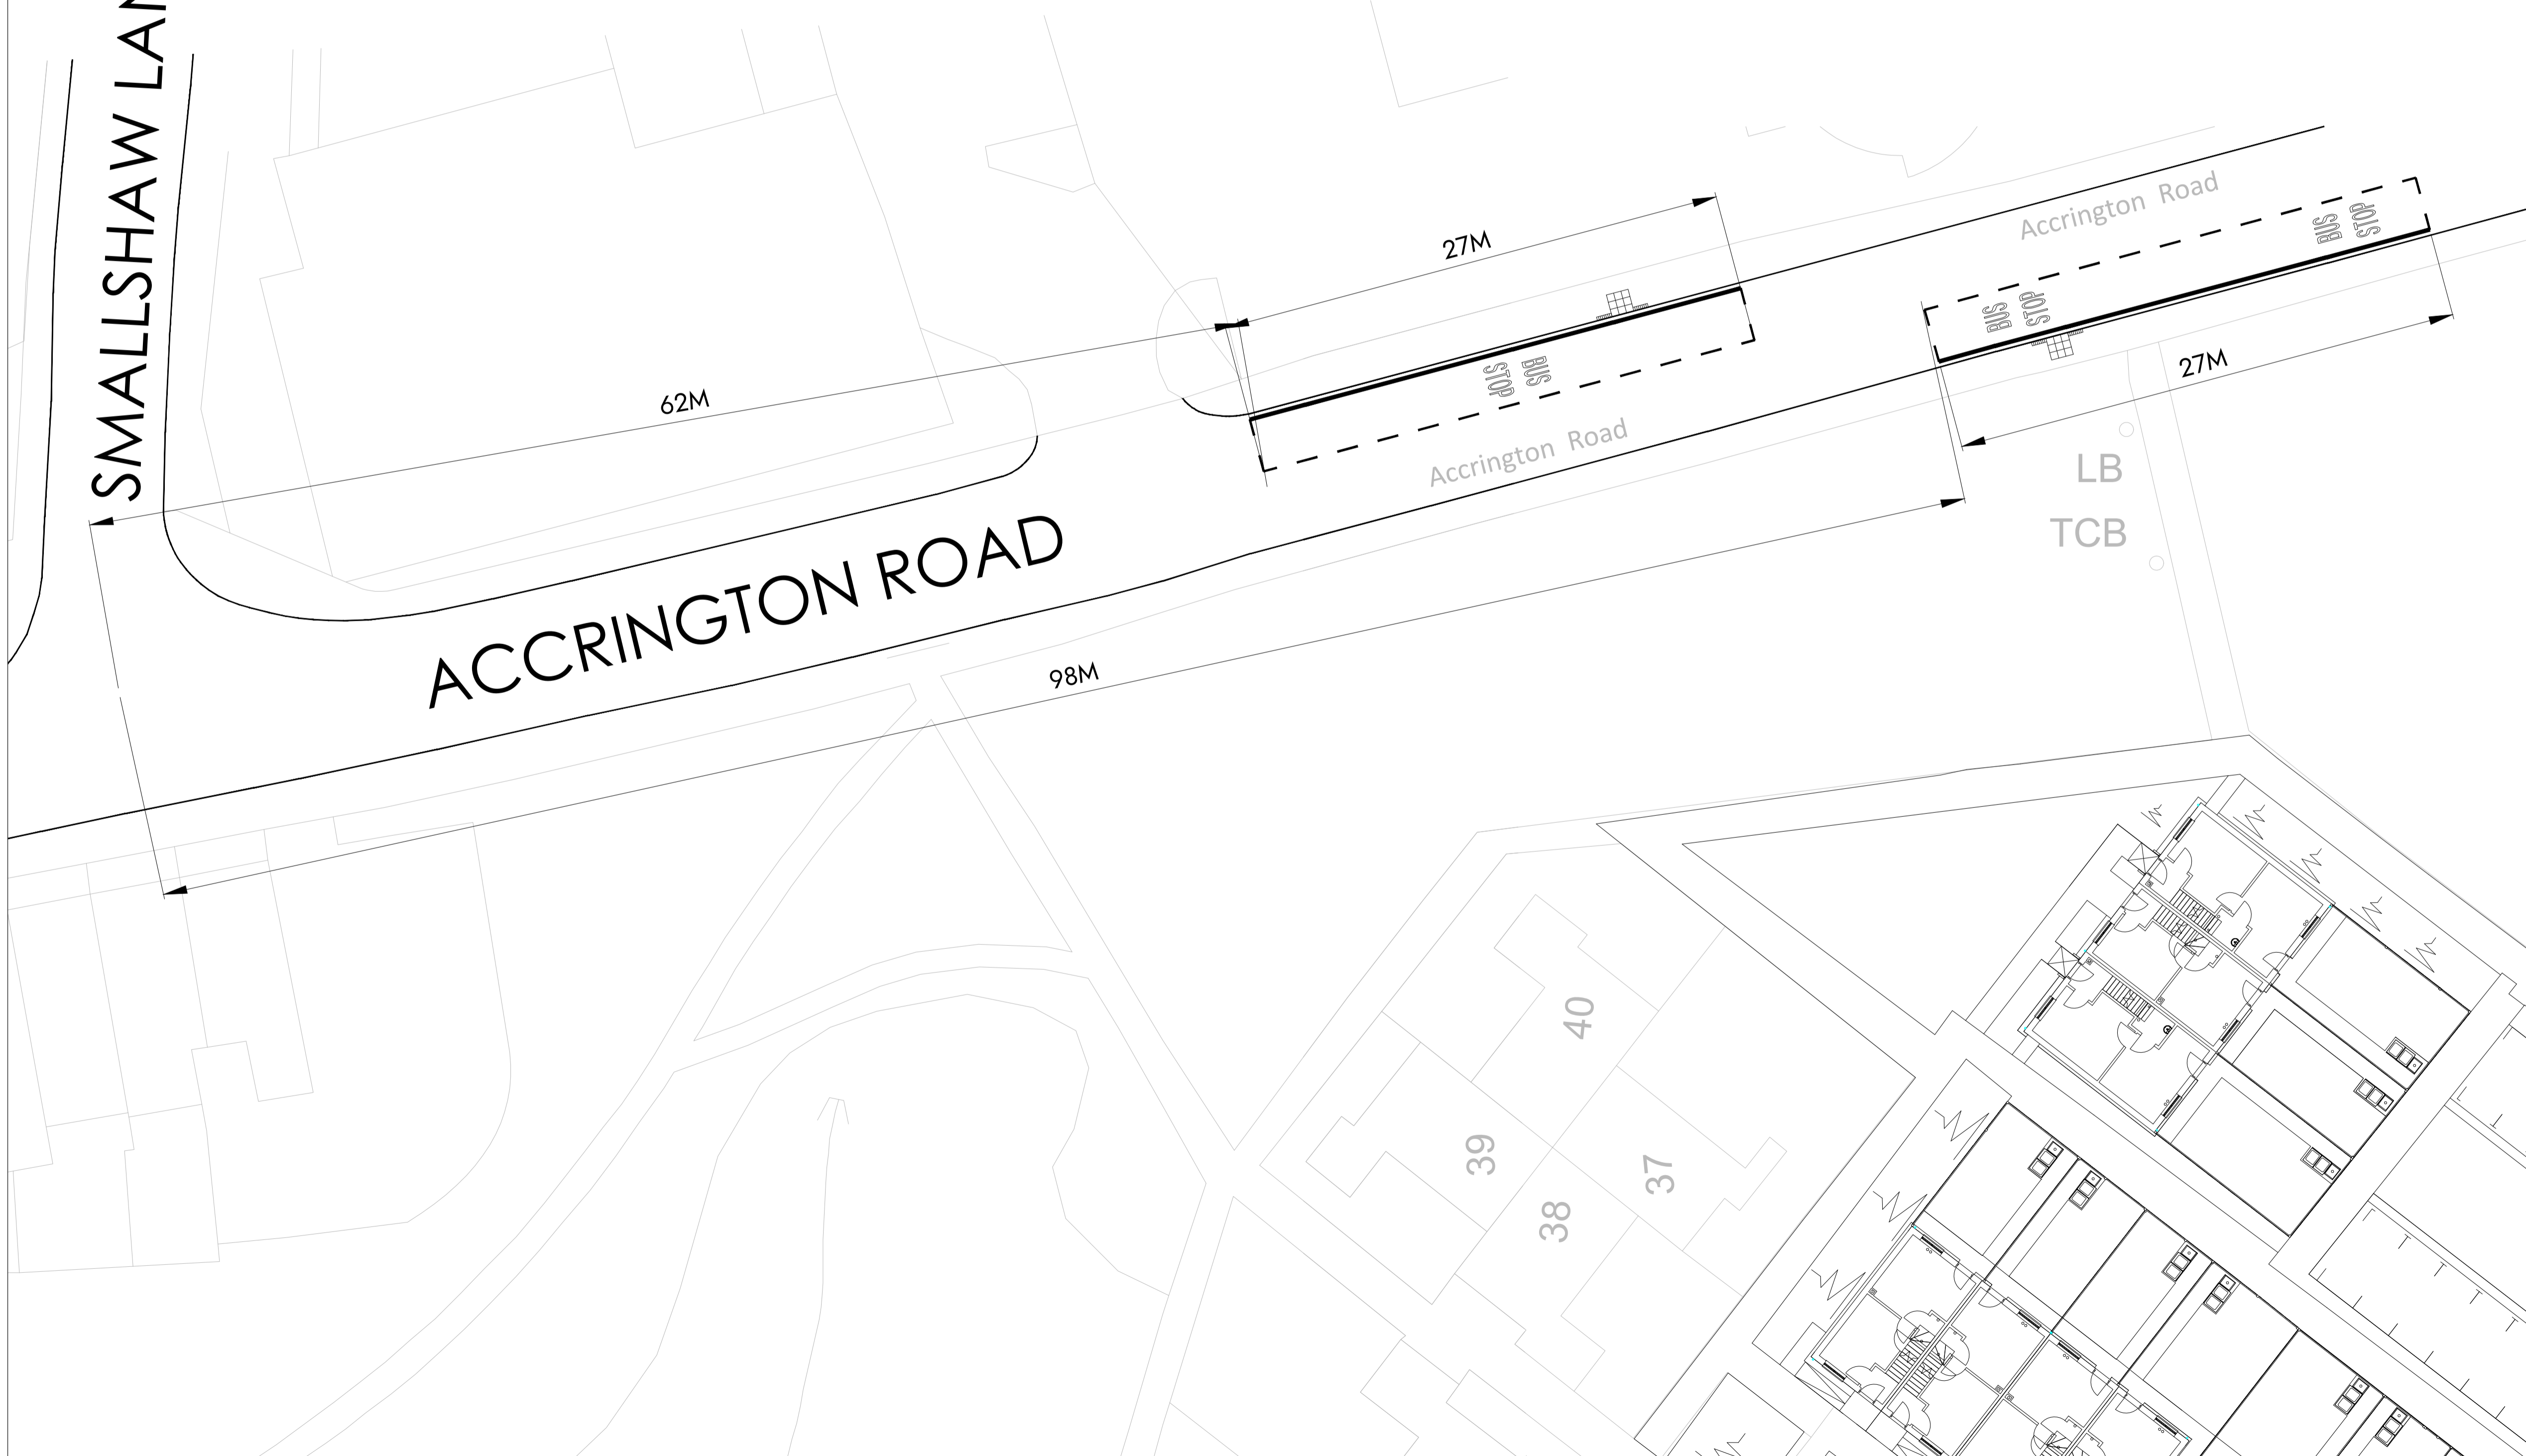 SMALLSHAW LAN
ACCRINGTON ROAD
62M
27M
BUS
STOP
Accrington Road
98M
Accrington Road
BUS
STOP
BUS
STOP
27M
LB
TCB
40
39
37
38